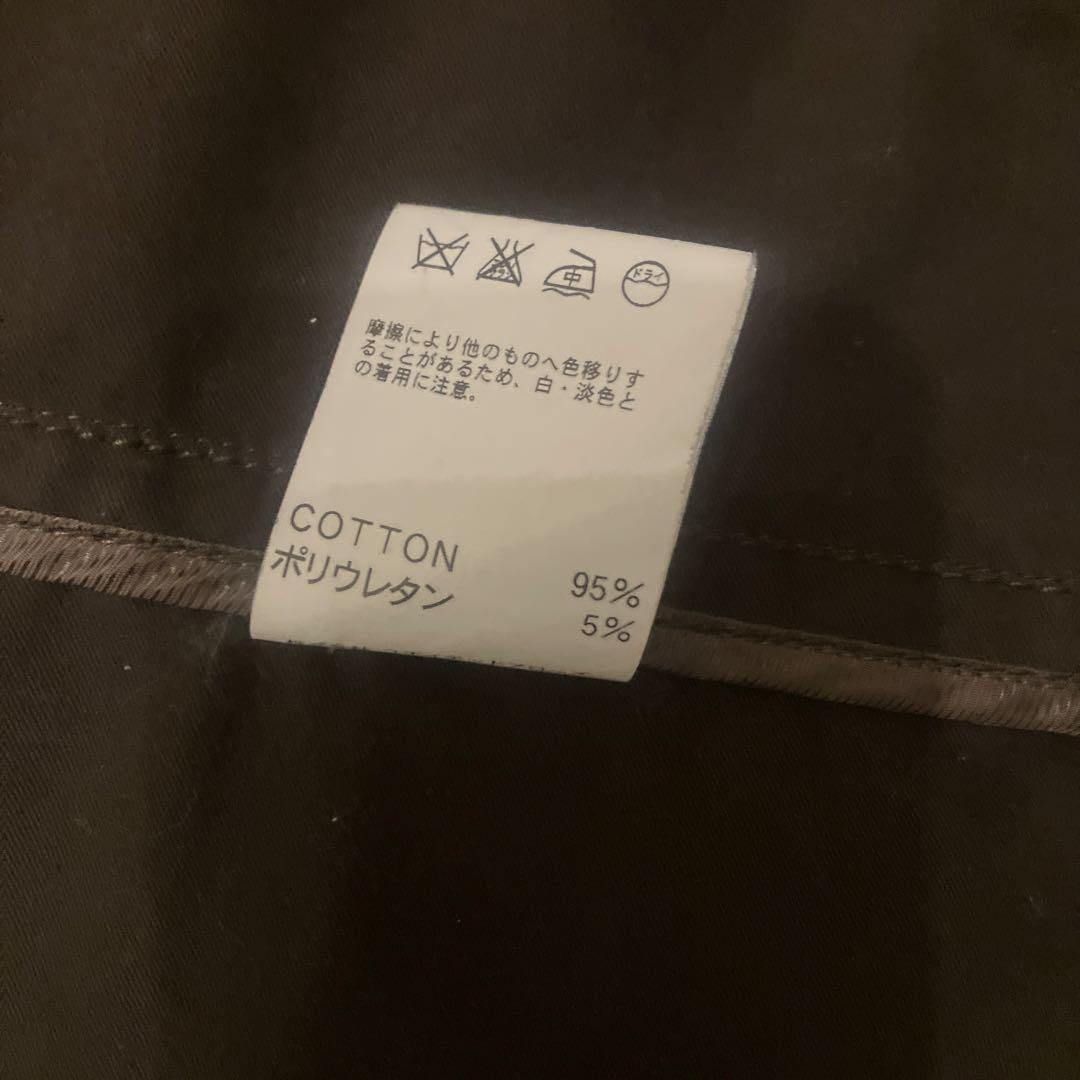 中 ドライ
摩擦により他のものへ色移りす
ることがあるため、白・淡色と
の着用に注意。
COTTON 95%
ポリウレタン 5%